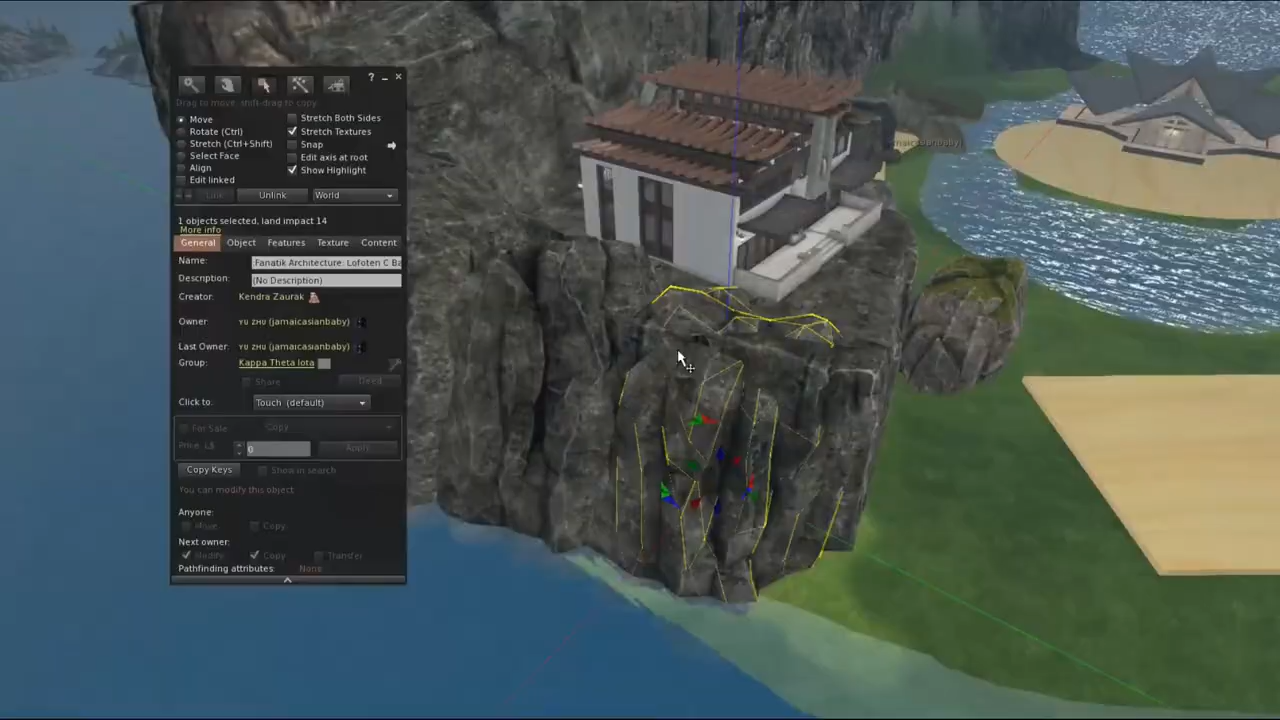 ?
Drag to move, shift-drag to copy
Move
Rotate (Ctrl)
Stretch (Ctrl+Shift)
Select Face
Align
Edit linked
Stretch Both Sides
Stretch Textures
Snap
Edit axis at root
Show Highlight
Link
Unlink
World
1 objects selected, land impact 14
More info
General
Object
Features
Texture
Content
Name:
Fanatik Architecture: Lofoten C Ba
Description:
(No Description)
Creator:
Kendra Zaurak
Owner:
YU ZHU (jamaicasianbaby)
Last Owner:
YU ZHU (jamaicasianbaby)
Group:
Kappa Theta Iota
Share
Deed
Click to:
Touch (default)
For Sale
Copy
Price: L$
0
Apply
Copy Keys
Show in search
You can modify this object
Anyone:
Move
Copy
Next owner:
Modify
Copy
Transfer
Pathfinding attributes:
None